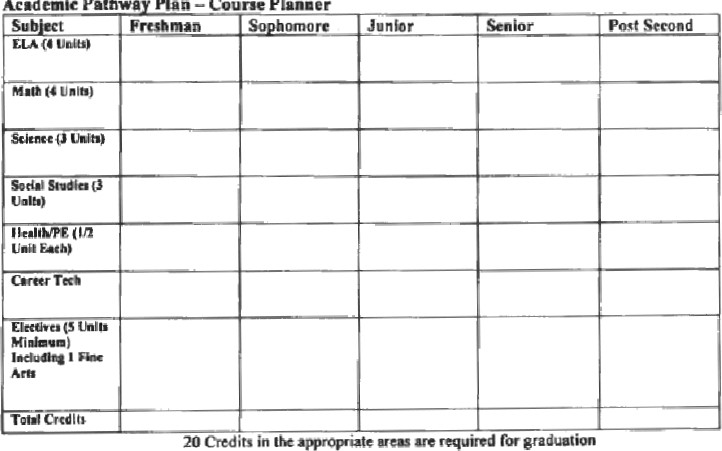 Academic Pathway Plan – Course Planner
Subject Freshman Sophomore Junior Senior Post Second
ELA (4 Units)
Math (4 Units)
Science (3 Units)
Social Studies (3
Units)
Health/PE (1/2
Unit Each)
Career Tech
Electives (5 Units
Minimum)
Including 1 Fine
Arts
Total Credits
20 Credits in the appropriate areas are required for graduation